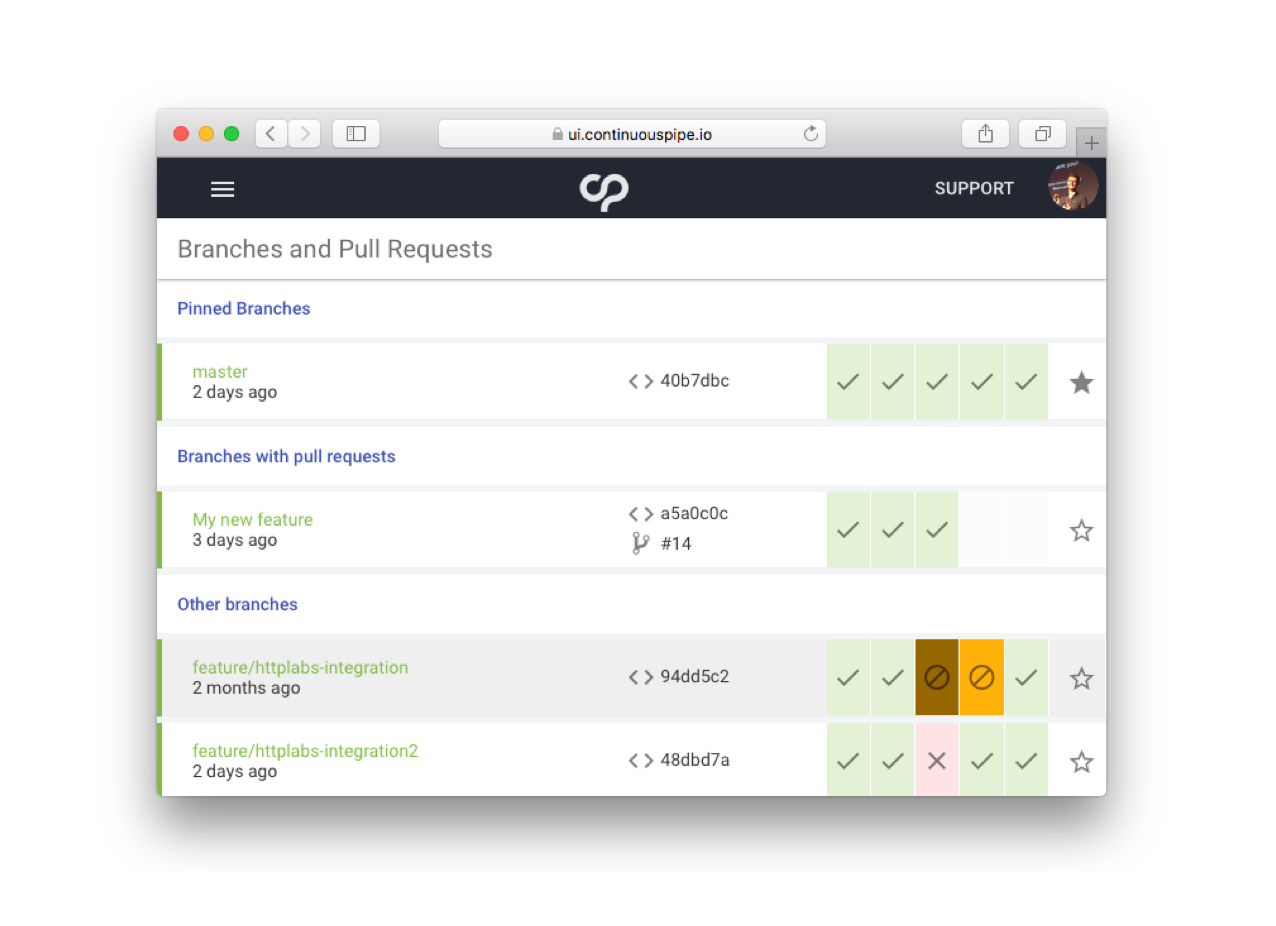 ui.continuouspipe.io
SUPPORT
Branches and Pull Requests
Pinned Branches
master
2 days ago
40b7dbc
Branches with pull requests
My new feature
3 days ago
a5a0c0c
#14
Other branches
feature/httplabs-integration
2 months ago
94dd5c2
feature/httplabs-integration2
2 days ago
48dbd7a